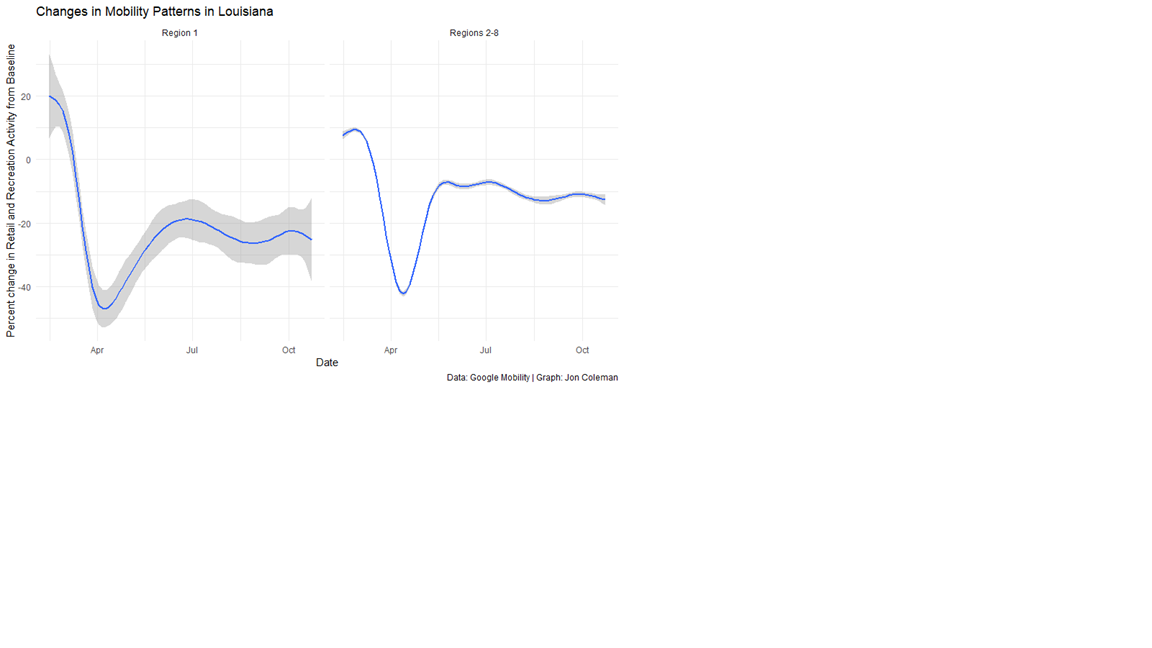 Changes in Mobility Patterns in Louisiana
Region 1
Regions 2-8
Percent change in Retail and Recreation Activity from Baseline
20
0
-20
-40
Apr
Jul
Oct
Apr
Jul
Oct
Date
Data: Google Mobility | Graph: Jon Coleman